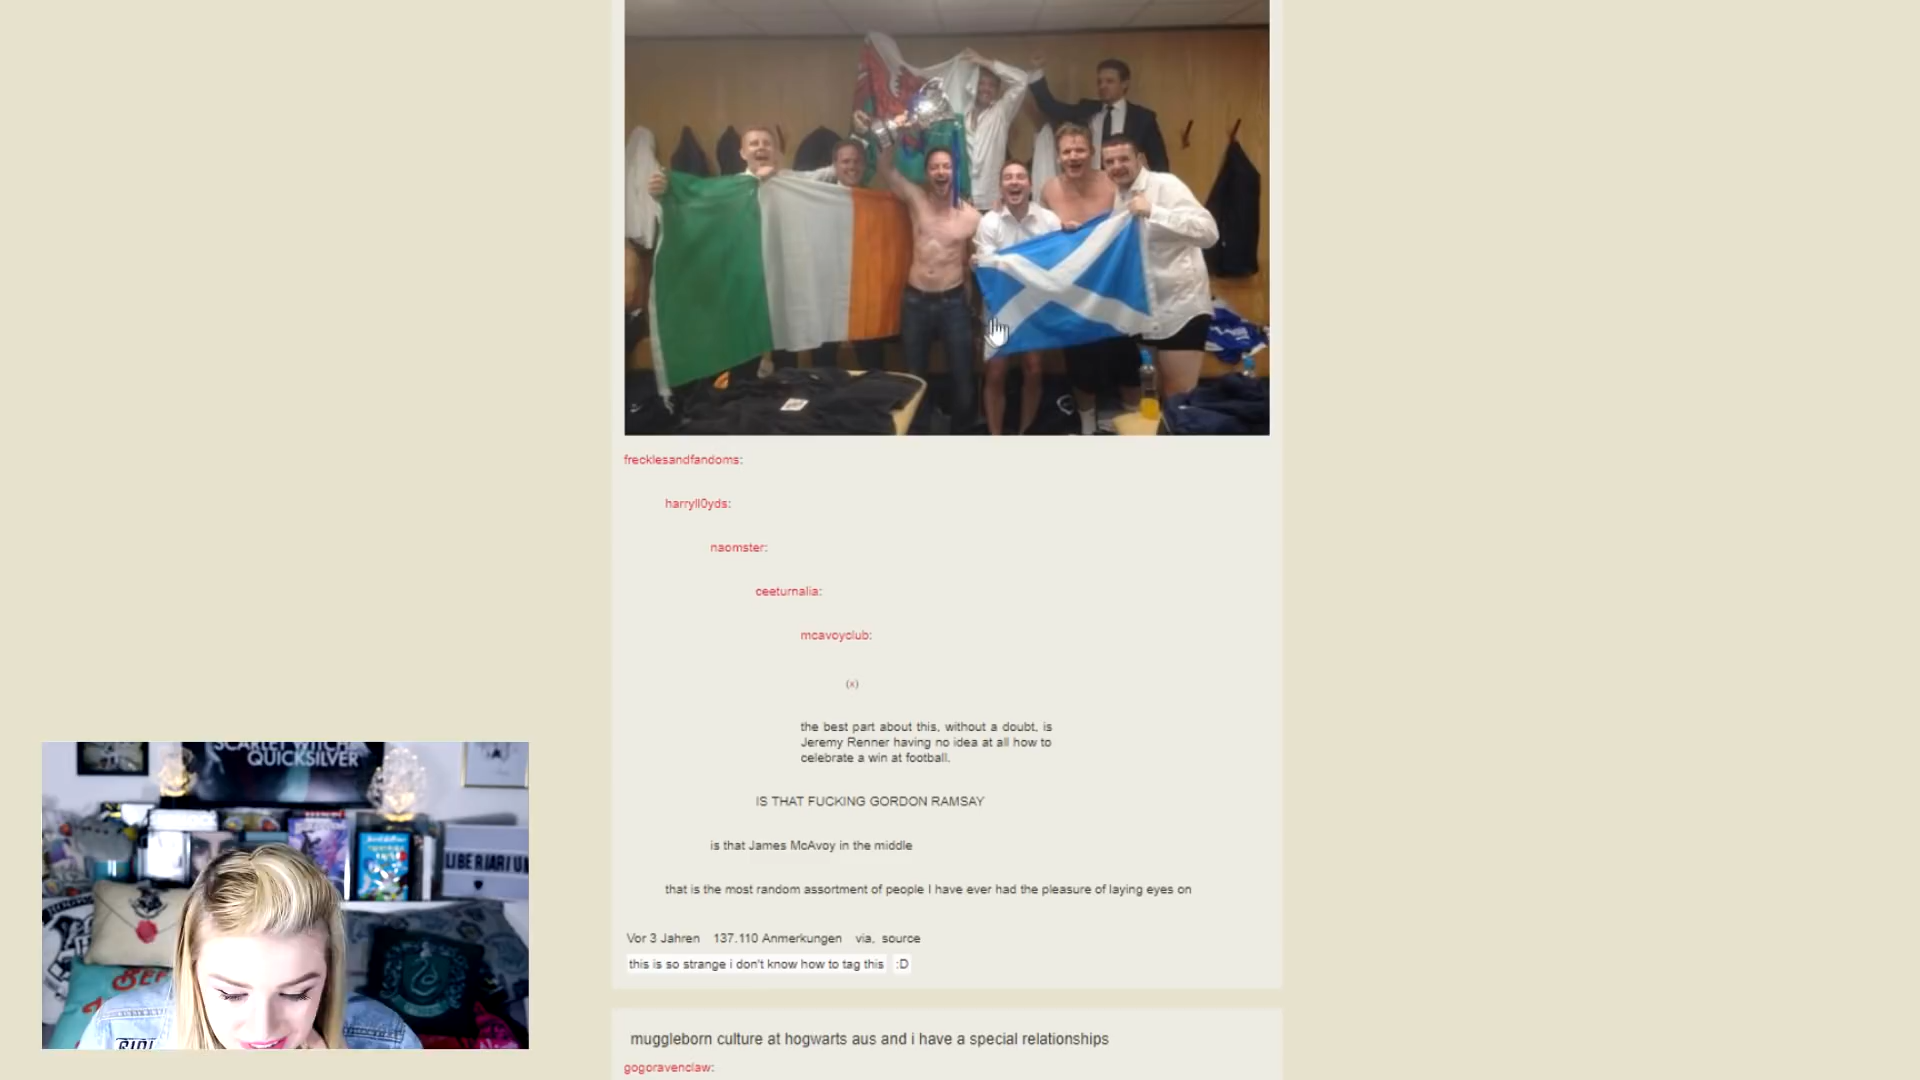 frecklesandfandoms:
harryll0yds:
naomster:
ceeturnalia:
mcavoyclub:
(x)
the best part about this, without a doubt, is
Jeremy Renner having no idea at all how to
celebrate a win at football.
IS THAT FUCKING GORDON RAMSAY
is that James McAvoy in the middle
that is the most random assortment of people I have ever had the pleasure of laying eyes on
Vor 3 Jahren 137.110 Anmerkungen via, source
this is so strange i don't know how to tag this :D
muggleborn culture at hogwarts aus and i have a special relationships
gogoravenclaw:
SCARLET WITCH
QUICKSILVER